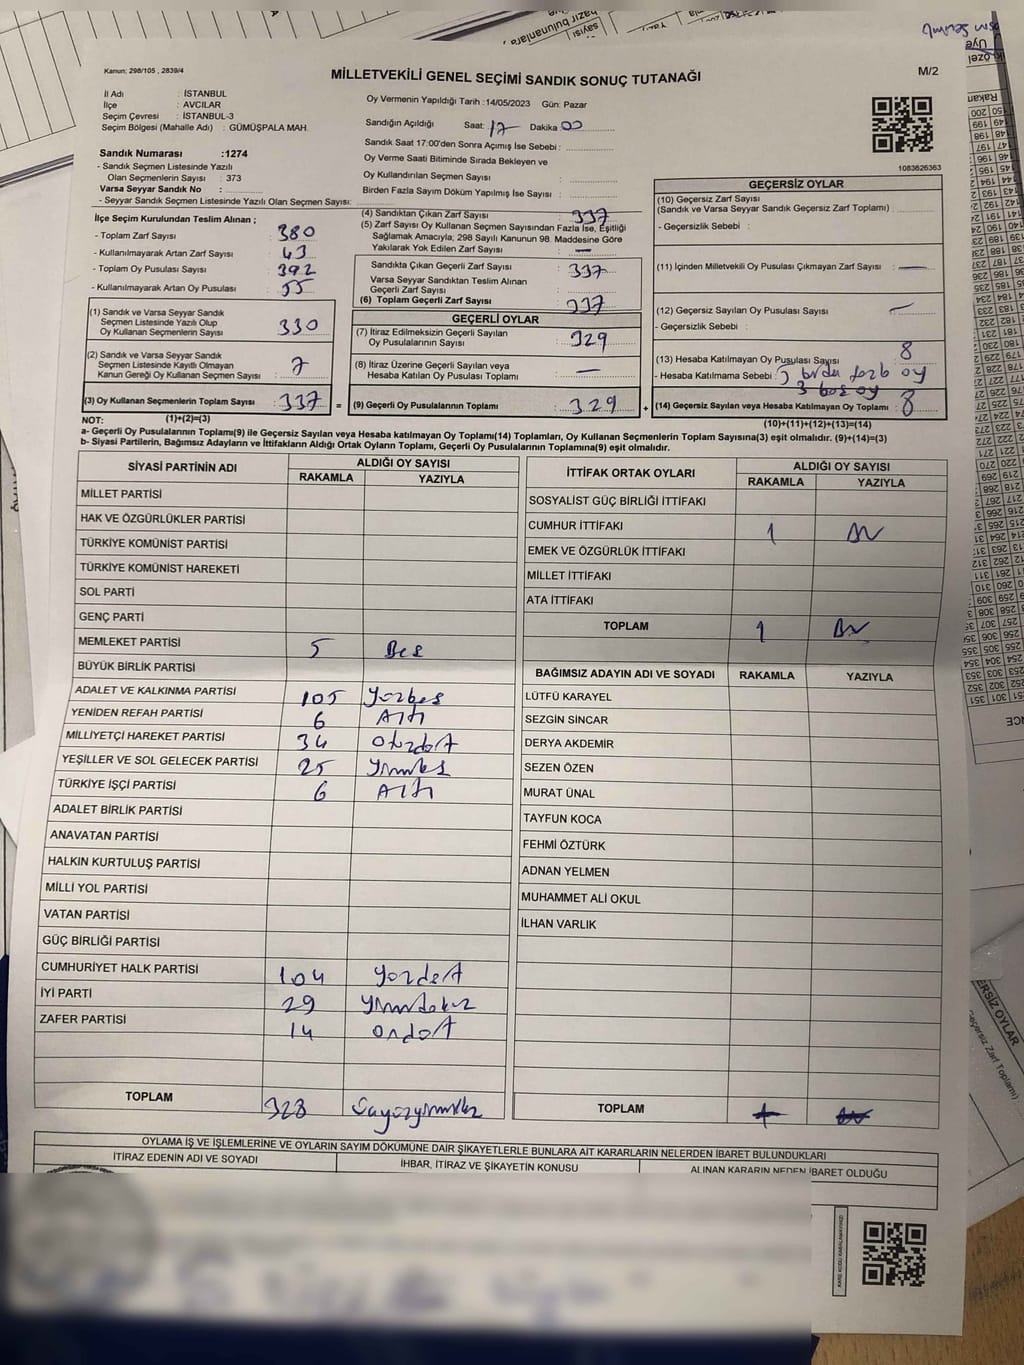 Kanun; 298/105 , 2839/4
MİLLETVEKİLİ GENEL SEÇİMİ SANDIK SONUÇ TUTANAĞI
M/2
İl Adı : İSTANBUL
İlçe : AVCILAR
Seçim Çevresi : İSTANBUL-3
Seçim Bölgesi (Mahalle Adı) : GÜMÜŞPALA MAH.
Sandık Numarası :1274
- Sandık Seçmen Listesinde Yazılı
Olan Seçmenlerin Sayısı : 373
Varsa Seyyar Sandık No :
- Seyyar Sandık Seçmen Listesinde Yazılı Olan Seçmen Sayısı:
Oy Vermenin Yapıldığı Tarih :14/05/2023 Gün: Pazar
Sandığın Açıldığı Saat: 17 Dakika 00
Sandık Saat 17:00'den Sonra Açımış İse Sebebi :
Oy Verme Saati Bitiminde Sırada Bekleyen ve
Oy Kullandırılan Seçmen Sayısı :
Birden Fazla Sayım Döküm Yapılmış İse Sayısı :
1083626363
İlçe Seçim Kurulundan Teslim Alınan ;
- Toplam Zarf Sayısı : 380
- Kullanılmayarak Artan Zarf Sayısı : 43
- Toplam Oy Pusulası Sayısı : 392
- Kullanılmayarak Artan Oy Pusulası : 55
(1) Sandık ve Varsa Seyyar Sandık
Seçmen Listesinde Yazılı Olup
Oy Kullanan Seçmenlerin Sayısı : 330
(2) Sandık ve Varsa Seyyar Sandık
Seçmen Listesinde Kayıtlı Olmayan
Kanun Gereği Oy Kullanan Seçmen Sayısı : 7
(3) Oy Kullanan Seçmenlerin Toplam Sayısı : 337 =
(1)+(2)=(3)
(4) Sandıktan Çıkan Zarf Sayısı : 337
(5) Zarf Sayısı Oy Kullanan Seçmen Sayısından Fazla İse, Eşitliği
Sağlamak Amacıyla, 298 Sayılı Kanunun 98. Maddesine Göre
Yakılarak Yok Edilen Zarf Sayısı : —
Sandıkta Çıkan Geçerli Zarf Sayısı : 337
Varsa Seyyar Sandıktan Teslim Alınan
Geçerli Zarf Sayısı :
(6) Toplam Geçerli Zarf Sayısı : 337
GEÇERLİ OYLAR
(7) İtiraz Edilmeksizin Geçerli Sayılan
Oy Pusulalarının Sayısı : 329
(8) İtiraz Üzerine Geçerli Sayılan veya
Hesaba Katılan Oy Pusulası Toplamı : —
(9) Geçerli Oy Pusulalarının Toplamı : 329 +
GEÇERSİZ OYLAR
(10) Geçersiz Zarf Sayısı
(Sandık ve Varsa Seyyar Sandık Geçersiz Zarf Toplamı) :
- Geçersizlik Sebebi :
(11) İçinden Milletvekili Oy Pusulası Çıkmayan Zarf Sayısı : —
(12) Geçersiz Sayılan Oy Pusulası Sayısı : —
- Geçersizlik Sebebi :
(13) Hesaba Katılmayan Oy Pusulası Sayısı : 8
- Hesaba Katılmama Sebebi : 5 birden fazla oy
3 boş oy
(14) Geçersiz Sayılan veya Hesaba Katılmayan Oy Toplamı : 8
(10)+(11)+(12)+(13)=(14)
NOT:
a- Geçerli Oy Pusulalarının Toplamı(9) ile Geçersiz Sayılan veya Hesaba katılmayan Oy Toplamı(14) Toplamları, Oy Kullanan Seçmenlerin Toplam Sayısına(3) eşit olmalıdır. (9)+(14)=(3)
b- Siyasi Partilerin, Bağımsız Adayların ve İttifakların Aldığı Ortak Oyların Toplamı, Geçerli Oy Pusulalarının Toplamına(9) eşit olmalıdır.
SİYASİ PARTİNİN ADI
ALDIĞI OY SAYISI
RAKAMLA YAZIYLA
MİLLET PARTİSİ
HAK VE ÖZGÜRLÜKLER PARTİSİ
TÜRKİYE KOMÜNİST PARTİSİ
TÜRKİYE KOMÜNİST HAREKETİ
SOL PARTİ
GENÇ PARTİ
MEMLEKET PARTİSİ 5 Beş
BÜYÜK BİRLİK PARTİSİ
ADALET VE KALKINMA PARTİSİ 105 Yüzbeş
YENİDEN REFAH PARTİSİ 6 Altı
MİLLİYETÇİ HAREKET PARTİSİ 34 Otuzdört
YEŞİLLER VE SOL GELECEK PARTİSİ 25 Yirmibeş
TÜRKİYE İŞÇİ PARTİSİ 6 Altı
ADALET BİRLİK PARTİSİ
ANAVATAN PARTİSİ
HALKIN KURTULUŞ PARTİSİ
MİLLİ YOL PARTİSİ
VATAN PARTİSİ
GÜÇ BİRLİĞİ PARTİSİ
CUMHURİYET HALK PARTİSİ 104 Yüzdört
İYİ PARTİ 29 Yirmidokuz
ZAFER PARTİSİ 14 ondört
TOPLAM 328 üçyüzyirmisekiz
İTTİFAK ORTAK OYLARI
ALDIĞI OY SAYISI
RAKAMLA YAZIYLA
SOSYALİST GÜÇ BİRLİĞİ İTTİFAKI
CUMHUR İTTİFAKI 1 Bir
EMEK VE ÖZGÜRLÜK İTTİFAKI
MİLLET İTTİFAKI
ATA İTTİFAKI
TOPLAM 1 Bir
BAĞIMSIZ ADAYIN ADI VE SOYADI RAKAMLA YAZIYLA
LÜTFÜ KARAYEL
SEZGİN SİNCAR
DERYA AKDEMİR
SEZEN ÖZEN
MURAT ÜNAL
TAYFUN KOCA
FEHMİ ÖZTÜRK
ADNAN YELMEN
MUHAMMET ALİ OKUL
İLHAN VARLIK
TOPLAM
OYLAMA İŞ VE İŞLEMLERİNE VE OYLARIN SAYIM DÖKÜMÜNE DAİR ŞİKAYETLERLE BUNLARA AİT KARARLARIN NELERDEN İBARET BULUNDUKLARI
İTİRAZ EDENİN ADI VE SOYADI
İHBAR, İTİRAZ VE ŞİKAYETİN KONUSU
ALINAN KARARIN NEDEN İBARET OLDUĞU